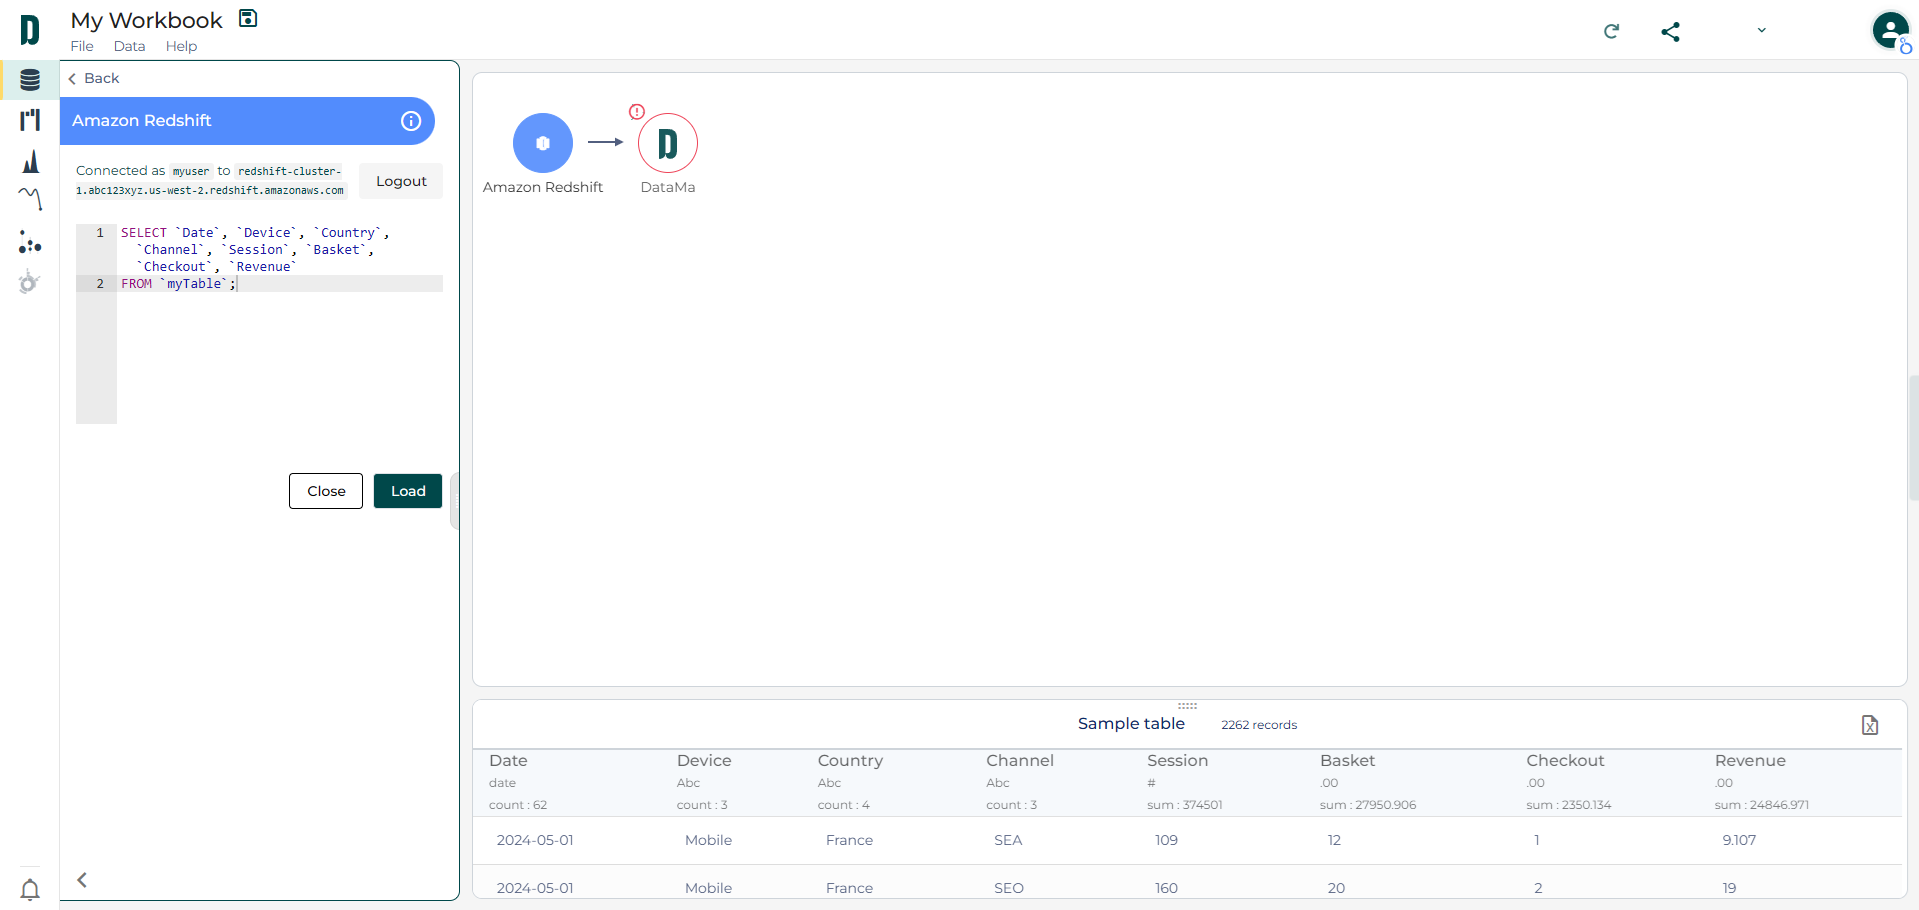 My Workbook
File Data Help
Back
Amazon Redshift
Connected as myuser to redshift-cluster-
1.abc123xyz.us-west-2.redshift.amazonaws.com
Logout
1 SELECT `Date`, `Device`, `Country`,
`Channel`, `Session`, `Basket`,
`Checkout`, `Revenue`
2 FROM `myTable`;
Close Load
Amazon Redshift DataMa
Sample table 2262 records
Date Device Country Channel Session Basket Checkout Revenue
date Abc Abc Abc # .00 .00 .00
count : 62 count : 3 count : 4 count : 3 sum : 374501 sum : 27950.906 sum : 2350.134 sum : 24846.971
2024-05-01 Mobile France SEA 109 12 1 9.107
2024-05-01 Mobile France SEO 160 20 2 19